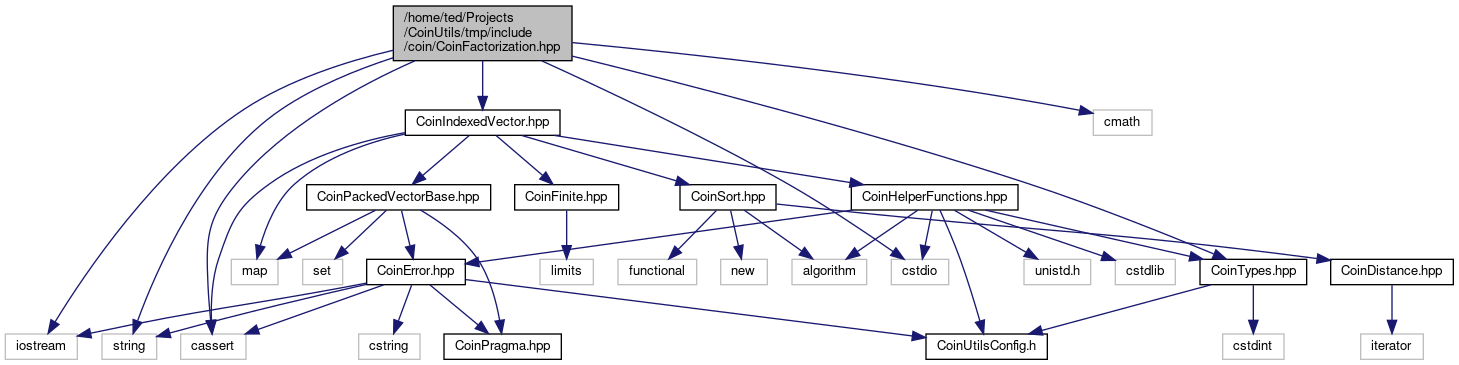 /home/ted/Projects
/CoinUtils/tmp/include
/coin/CoinFactorization.hpp
CoinIndexedVector.hpp
cmath
CoinPackedVectorBase.hpp
CoinFinite.hpp
CoinSort.hpp
CoinHelperFunctions.hpp
map
set
CoinError.hpp
limits
functional
new
algorithm
cstdio
unistd.h
cstdlib
CoinTypes.hpp
CoinDistance.hpp
iostream
string
cassert
cstring
CoinPragma.hpp
CoinUtilsConfig.h
cstdint
iterator